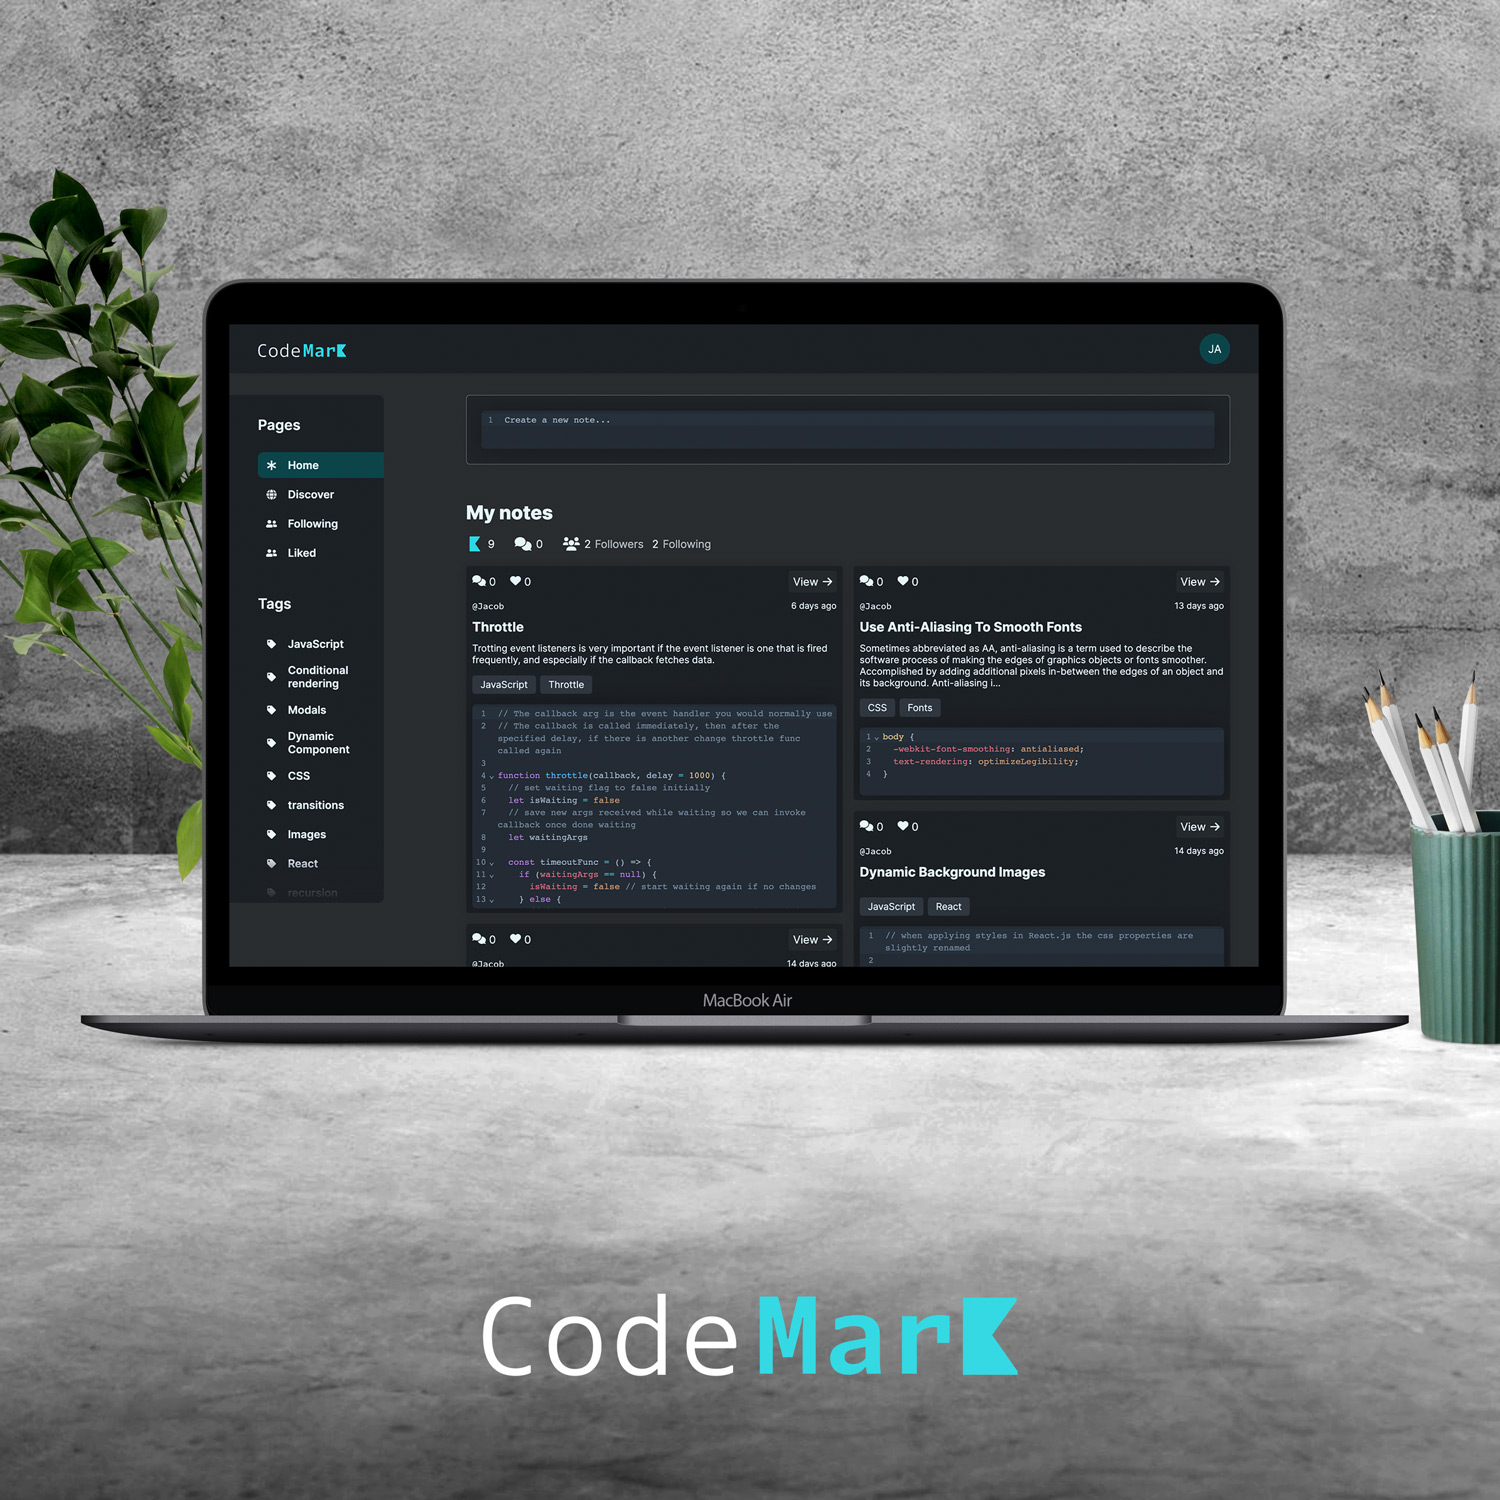 CodeMark
JA
Pages
Home
Discover
Following
Liked
Tags
JavaScript
Conditional
rendering
Modals
Dynamic
Component
CSS
transitions
Images
React
recursion
1 Create a new note...
My notes
9 0 2 Followers 2 Following
0 0 View →
@Jacob 6 days ago
Throttle
Trotting event listeners is very important if the event listener is one that is fired
frequently, and especially if the callback fetches data.
JavaScript Throttle
1 // The callback arg is the event handler you would normally use
2 // The callback is called immediately, then after the
specified delay, if there is another change throttle func
called again
3
4 function throttle(callback, delay = 1000) {
5 // set waiting flag to false initially
6 let isWaiting = false
7 // save new args received while waiting so we can invoke
callback once done waiting
8 let waitingArgs
9
10 const timeoutFunc = () => {
11 if (waitingArgs == null) {
12 isWaiting = false // start waiting again if no changes
13 } else {
0 0 View →
@Jacob 14 days ago
0 0 View →
@Jacob 13 days ago
Use Anti-Aliasing To Smooth Fonts
Sometimes abbreviated as AA, anti-aliasing is a term used to describe the
software process of making the edges of graphics objects or fonts smoother.
Accomplished by adding additional pixels in-between the edges of an object and
its background. Anti-aliasing i...
CSS Fonts
1 body {
2 -webkit-font-smoothing: antialiased;
3 text-rendering: optimizeLegibility;
4 }
0 0 View →
@Jacob 14 days ago
Dynamic Background Images
JavaScript React
1 // when applying styles in React.js the css properties are
slightly renamed
2
MacBook Air
CodeMark